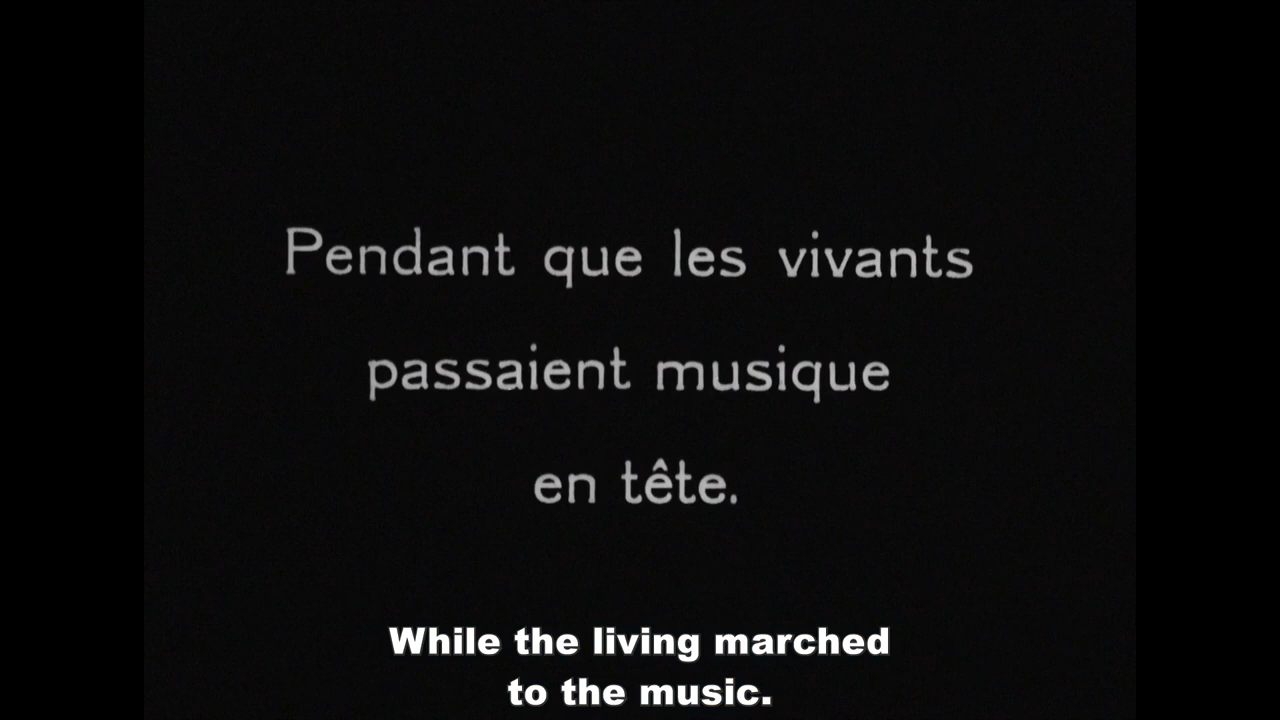 Pendant que les vivants
passaient musique
en tête.
While the living marched
to the music.